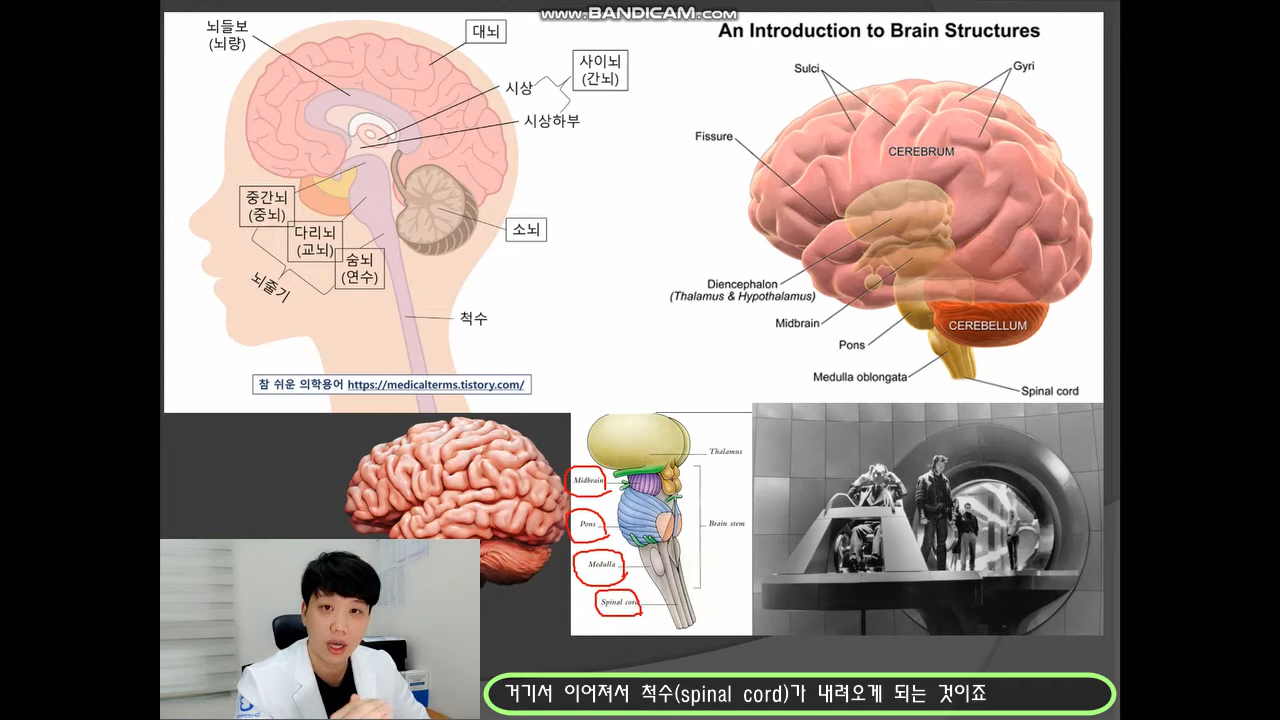 www.BANDICAM.com
뇌들보
(뇌량)
대뇌
사이뇌
(간뇌)
시상
시상하부
중간뇌
(중뇌)
다리뇌
(교뇌)
숨뇌
(연수)
뇌줄기
소뇌
척수
참 쉬운 의학용어 https://medicalterms.tistory.com/
An Introduction to Brain Structures
Sulci
Gyri
Fissure
CEREBRUM
Diencephalon
(Thalamus & Hypothalamus)
Midbrain
Pons
CEREBELLUM
Medulla oblongata
Spinal cord
Thalamus
Midbrain
Pons
Brain stem
Medulla
Spinal cord
거기서 이어져서 척수(spinal cord)가 내려오게 되는 것이죠